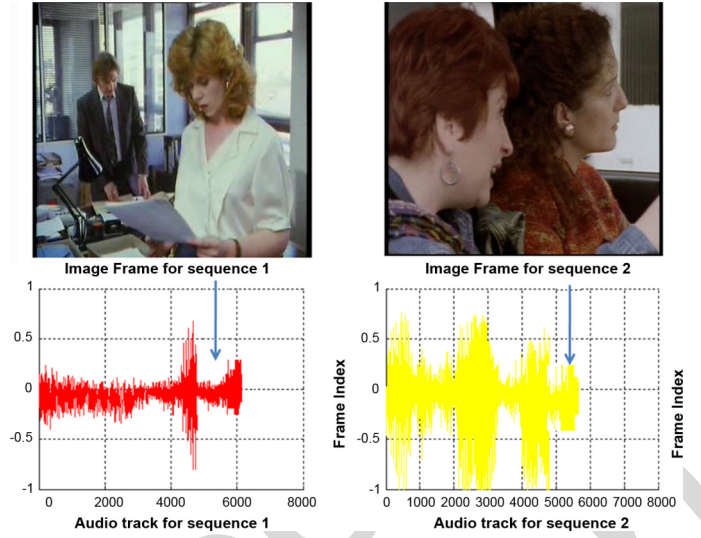 Image Frame for sequence 1
Image Frame for sequence 2
1
0.5
0
-0.5
-1
0 2000 4000 6000 8000
Audio track for sequence 1
Frame Index
1
0.5
0
-0.5
-1
0 1000 2000 3000 4000 5000 6000 7000 8000
Audio track for sequence 2
Frame Index